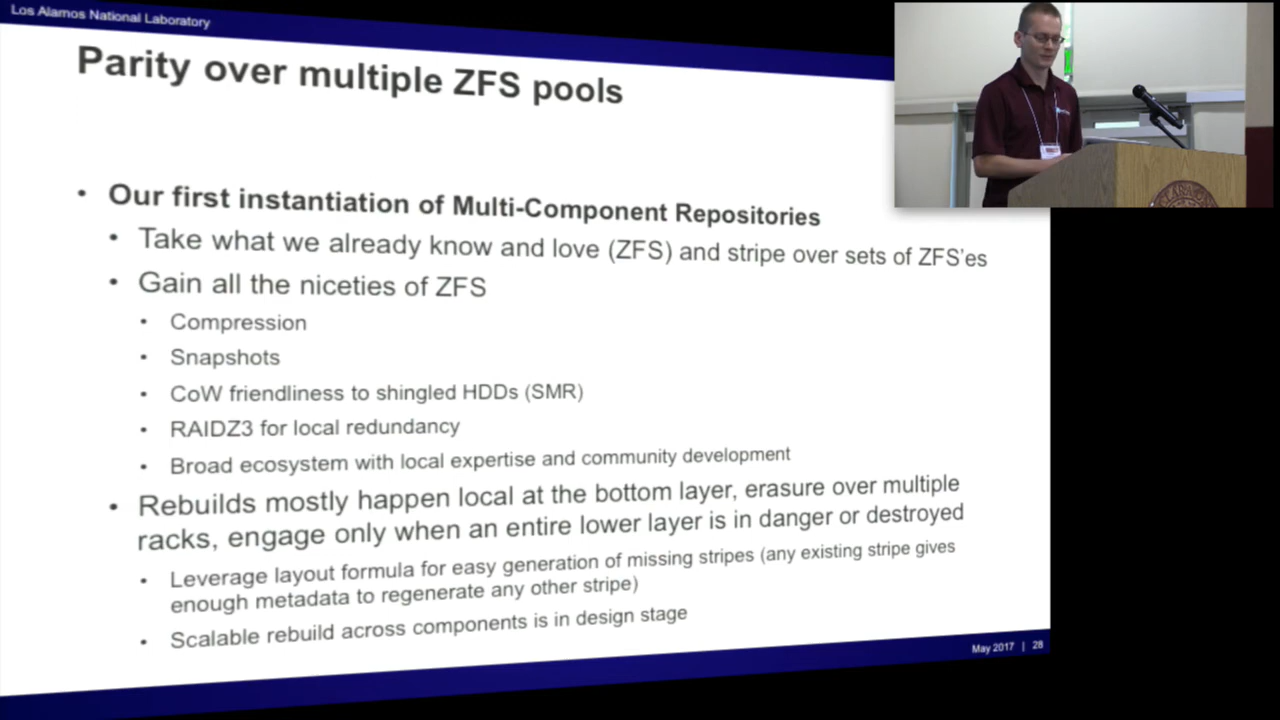 Los Alamos National Laboratory
Parity over multiple ZFS pools
• Our first instantiation of Multi-Component Repositories
• Take what we already know and love (ZFS) and stripe over sets of ZFS'es
• Gain all the niceties of ZFS
• Compression
• Snapshots
• CoW friendliness to shingled HDDs (SMR)
• RAIDZ3 for local redundancy
• Broad ecosystem with local expertise and community development
• Rebuilds mostly happen local at the bottom layer, erasure over multiple
racks, engage only when an entire lower layer is in danger or destroyed
• Leverage layout formula for easy generation of missing stripes (any existing stripe gives
enough metadata to regenerate any other stripe)
• Scalable rebuild across components is in design stage
May 2017 | 28